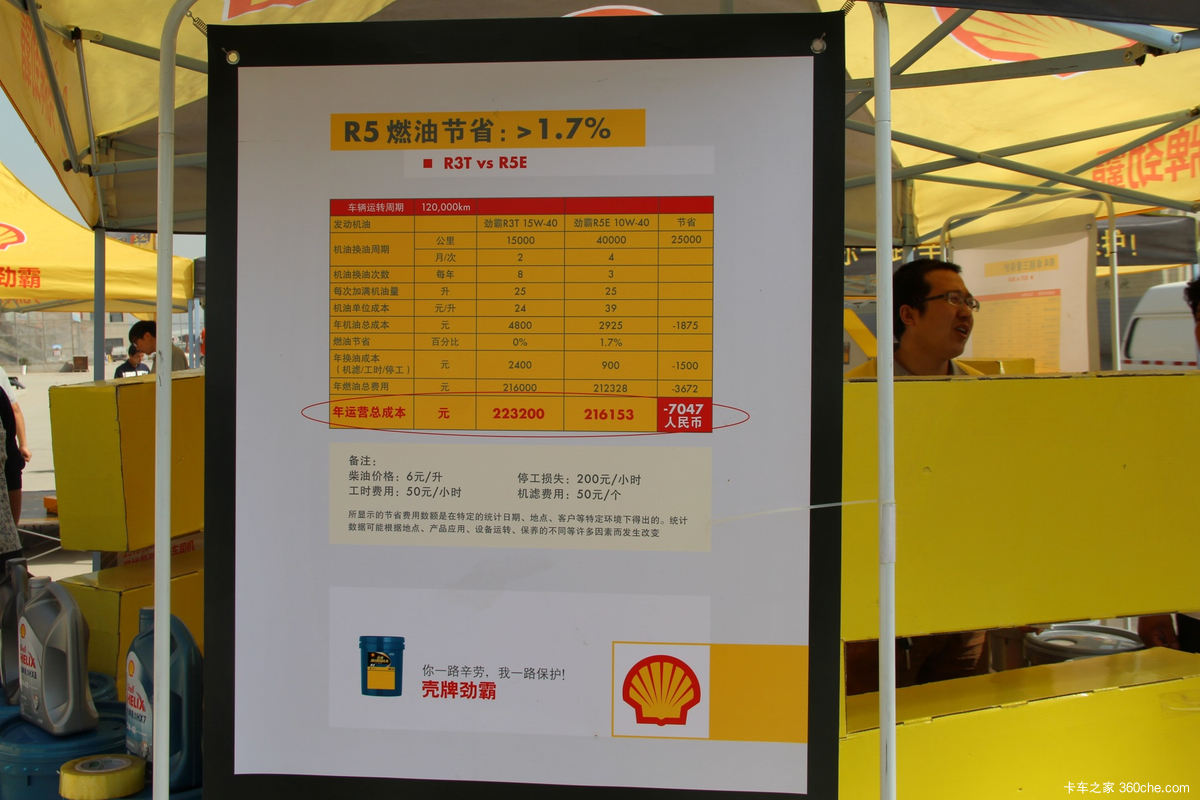 R5 燃油节省：>1.7%
■ R3T vs R5E
车辆运转周期 120,000km
发动机油 劲霸R3T 15W-40 劲霸R5E 10W-40 节省
机油换油周期 公里 15000 40000 25000
月/次 2 4
机油换油次数 每年 8 3
每次加满机油量 升 25 25
机油单位成本 元/升 24 39
年机油总成本 元 4800 2925 -1875
燃油节省 百分比 0% 1.7%
年换油成本
（机滤/工时/停工） 元 2400 900 -1500
年燃油总费用 元 216000 212328 -3672
年运营总成本 元 223200 216153 -7047
人民币
备注：
柴油价格：6元/升 停工损失：200元/小时
工时费用：50元/小时 机滤费用：50元/个
所显示的节省费用数额是在特定的统计日期、地点、客户等特定环境下得出的。统计
数据可能根据地点、产品应用、设备运转、保养的不同等许多因素而发生改变
你一路辛劳，我一路保护!
壳牌劲霸
劲霸
牌劲霸
HELIX
HELIX
HX7
卡车之家 360che.com